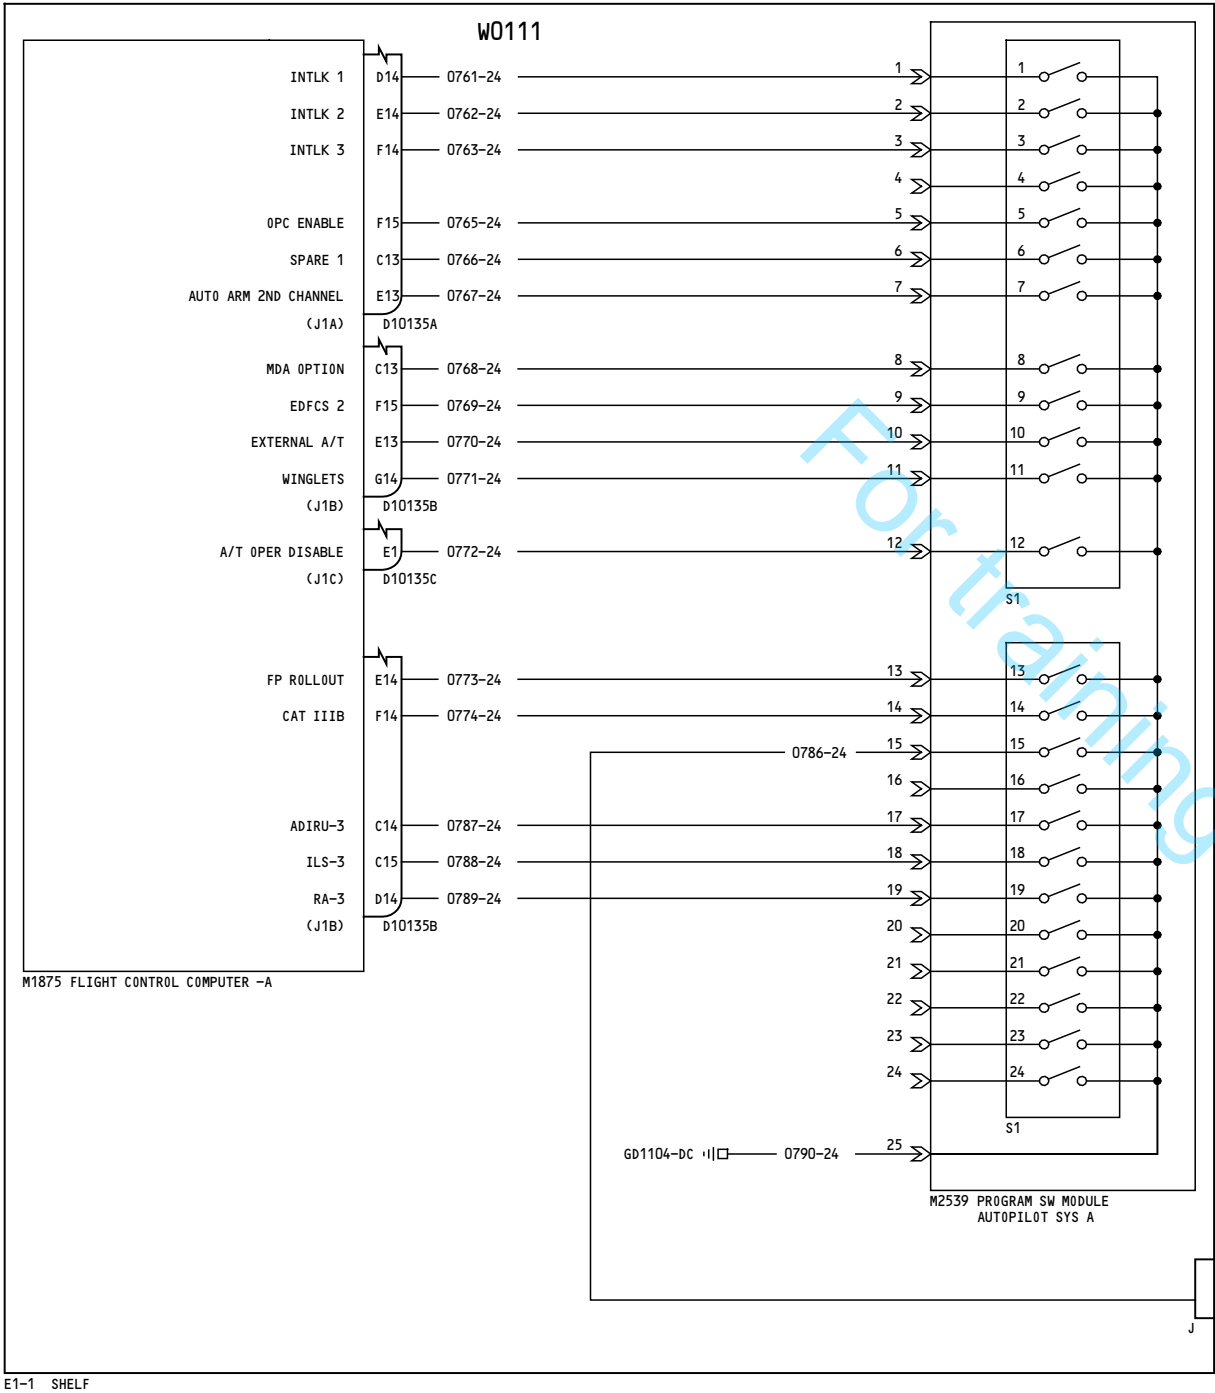 W0111
INTLK 1 D14 0761-24 1 1
INTLK 2 E14 0762-24 2 2
INTLK 3 F14 0763-24 3 3
4 4
OPC ENABLE F15 0765-24 5 5
SPARE 1 C13 0766-24 6 6
AUTO ARM 2ND CHANNEL E13 0767-24 7 7
(J1A) D10135A
MDA OPTION C13 0768-24 8 8
EDFCS 2 F15 0769-24 9 9
EXTERNAL A/T E13 0770-24 10 10
WINGLETS G14 0771-24 11 11
(J1B) D10135B
A/T OPER DISABLE E1 0772-24 12 12
(J1C) D10135C
S1
FP ROLLOUT E14 0773-24 13 13
CAT IIIB F14 0774-24 14 14
0786-24 15 15
16 16
ADIRU-3 C14 0787-24 17 17
ILS-3 C15 0788-24 18 18
RA-3 D14 0789-24 19 19
(J1B) D10135B
20 20
21 21
M1875 FLIGHT CONTROL COMPUTER -A
22 22
23 23
24 24
S1
GD1104-DC 0790-24 25
M2539 PROGRAM SW MODULE
AUTOPILOT SYS A
J
E1-1 SHELF
For training